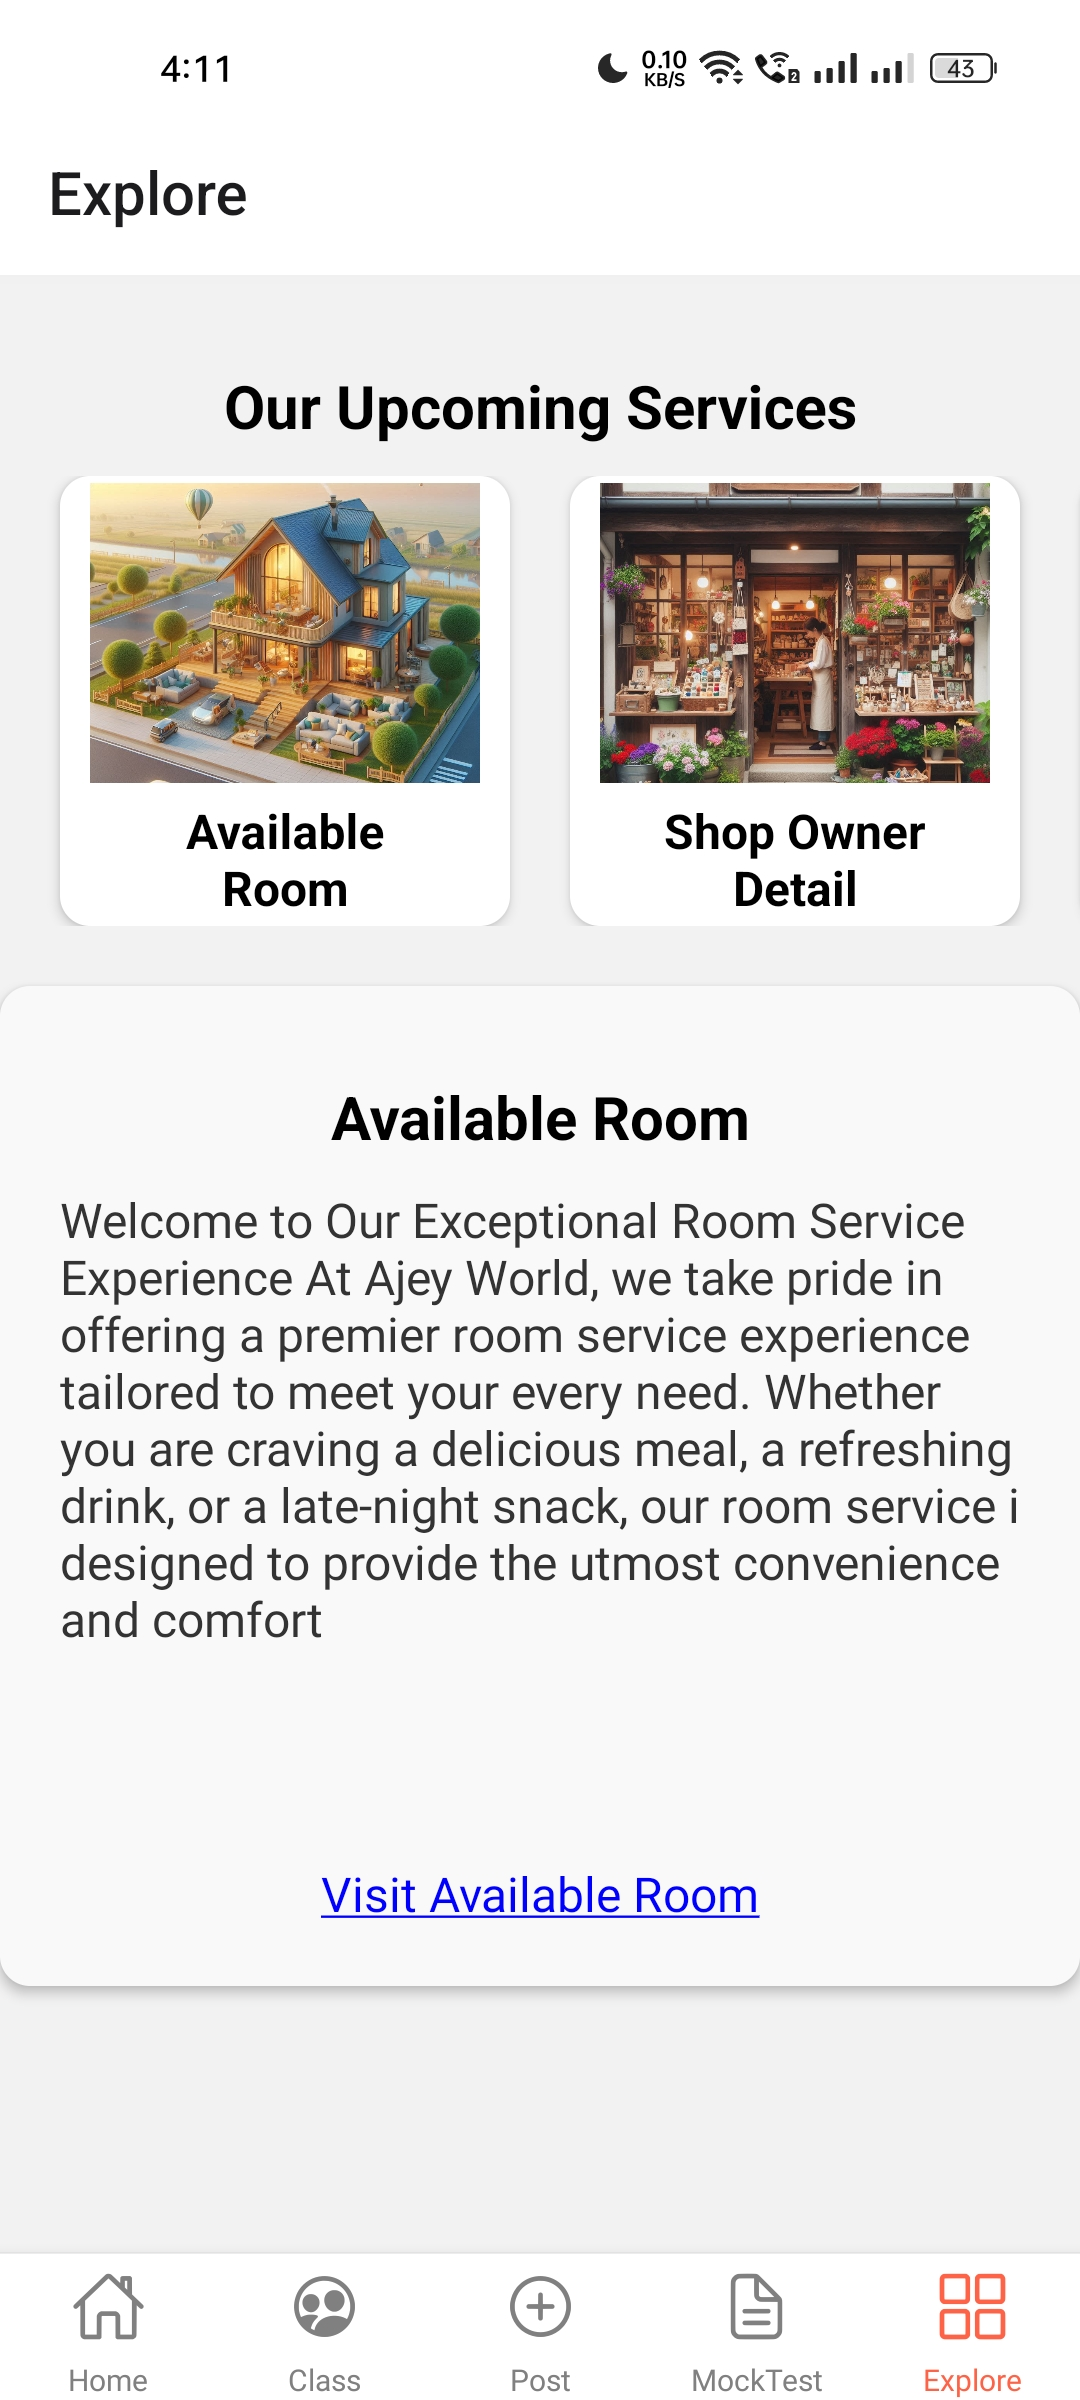 4:11
0.10
KB/S
2
43
Explore
Our Upcoming Services
Available
Room
Shop Owner
Detail
Available Room
Welcome to Our Exceptional Room Service
Experience At Ajey World, we take pride in
offering a premier room service experience
tailored to meet your every need. Whether
you are craving a delicious meal, a refreshing
drink, or a late-night snack, our room service i
designed to provide the utmost convenience
and comfort
Visit Available Room
Home
Class
Post
MockTest
Explore